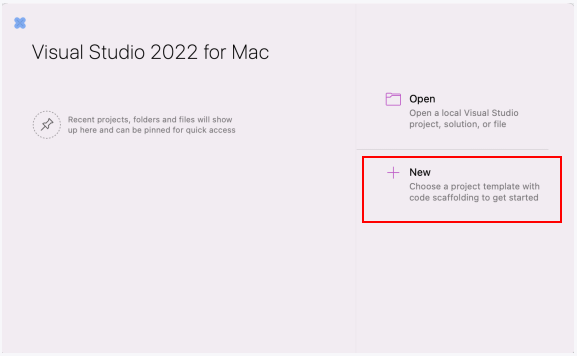 Visual Studio 2022 for Mac
Recent projects, folders and files will show
up here and can be pinned for quick access
Open
Open a local Visual Studio
project, solution, or file
New
Choose a project template with
code scaffolding to get started